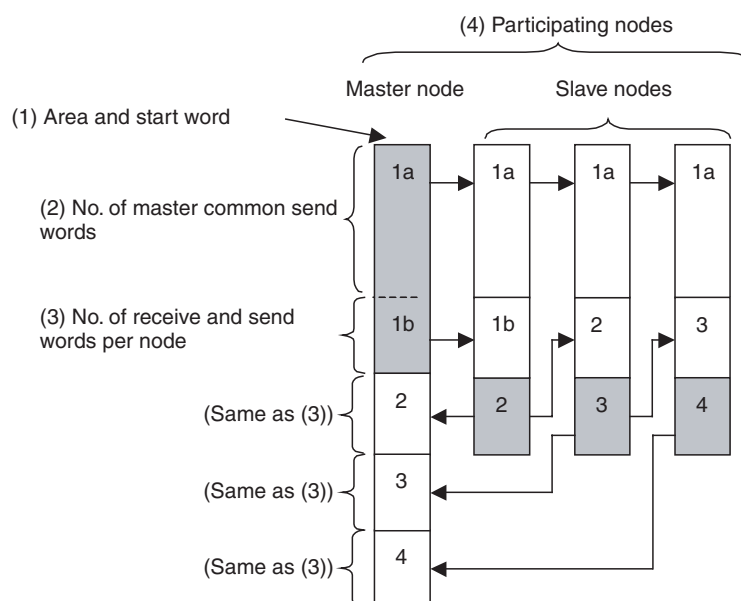 (4) Participating nodes
Master node
Slave nodes
(1) Area and start word
1a
1a
1a
1a
(2) No. of master common send
words
(3) No. of receive and send
words per node
1b
1b
2
3
(Same as (3))
2
2
3
4
(Same as (3))
3
(Same as (3))
4